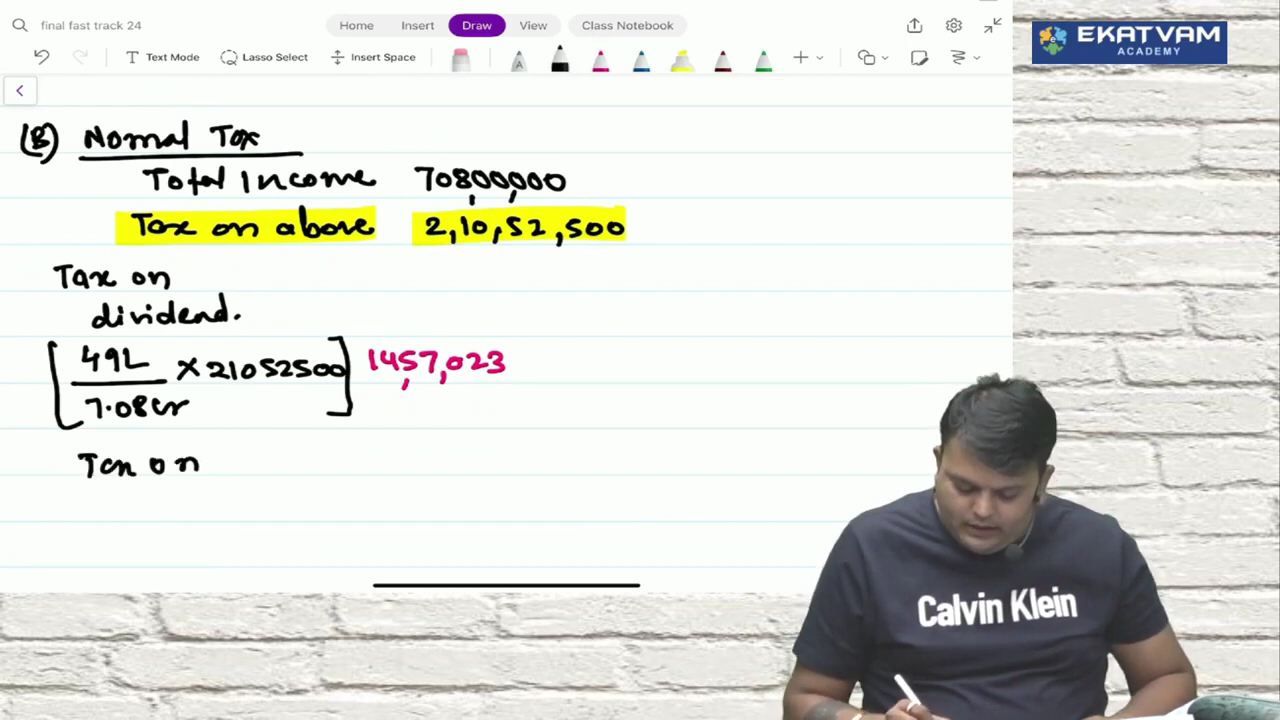 final fast track 24
Home Insert Draw View Class Notebook
Text Mode Lasso Select Insert Space
EKATVAM
ACADEMY
(B) Normal Tax
Total Income 70800,000
Tax on above 2,10,52,500
Tax on
dividend.
[49L / 7.08cr × 21052500] 1457,023
Tax on
Calvin Klein